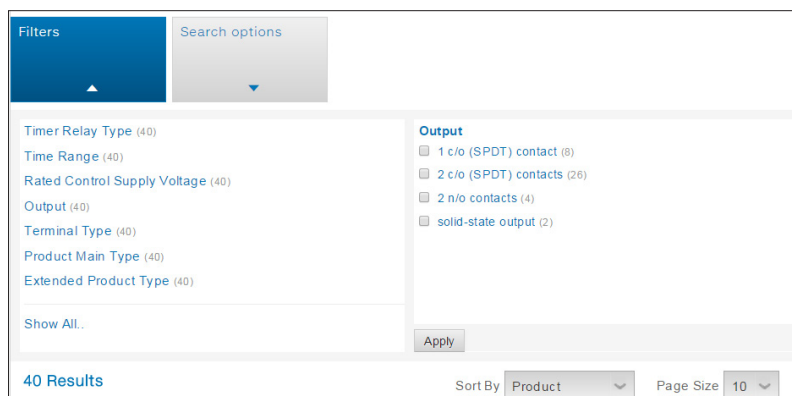 Filters
Search options
Timer Relay Type (40)
Time Range (40)
Rated Control Supply Voltage (40)
Output (40)
Terminal Type (40)
Product Main Type (40)
Extended Product Type (40)
Show All..
Output
1 c/o (SPDT) contact (8)
2 c/o (SPDT) contacts (26)
2 n/o contacts (4)
solid-state output (2)
Apply
40 Results
Sort By Product
Page Size 10